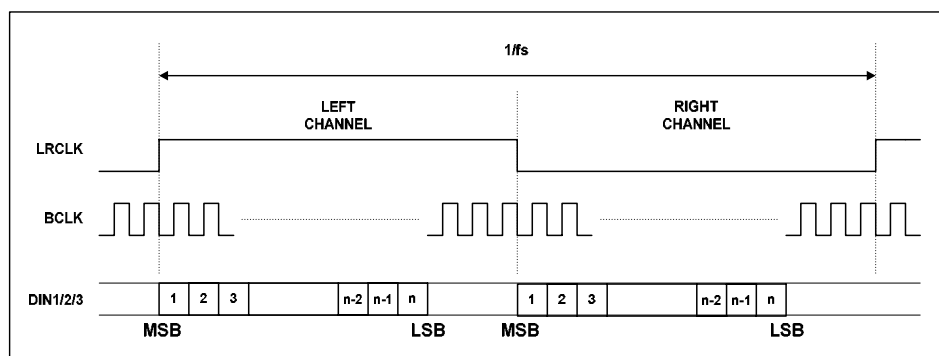 1/fs
LEFT
CHANNEL
RIGHT
CHANNEL
LRCLK
BCLK
DIN1/2/3
1 2 3 n-2 n-1 n 1 2 3 n-2 n-1 n
MSB LSB MSB LSB